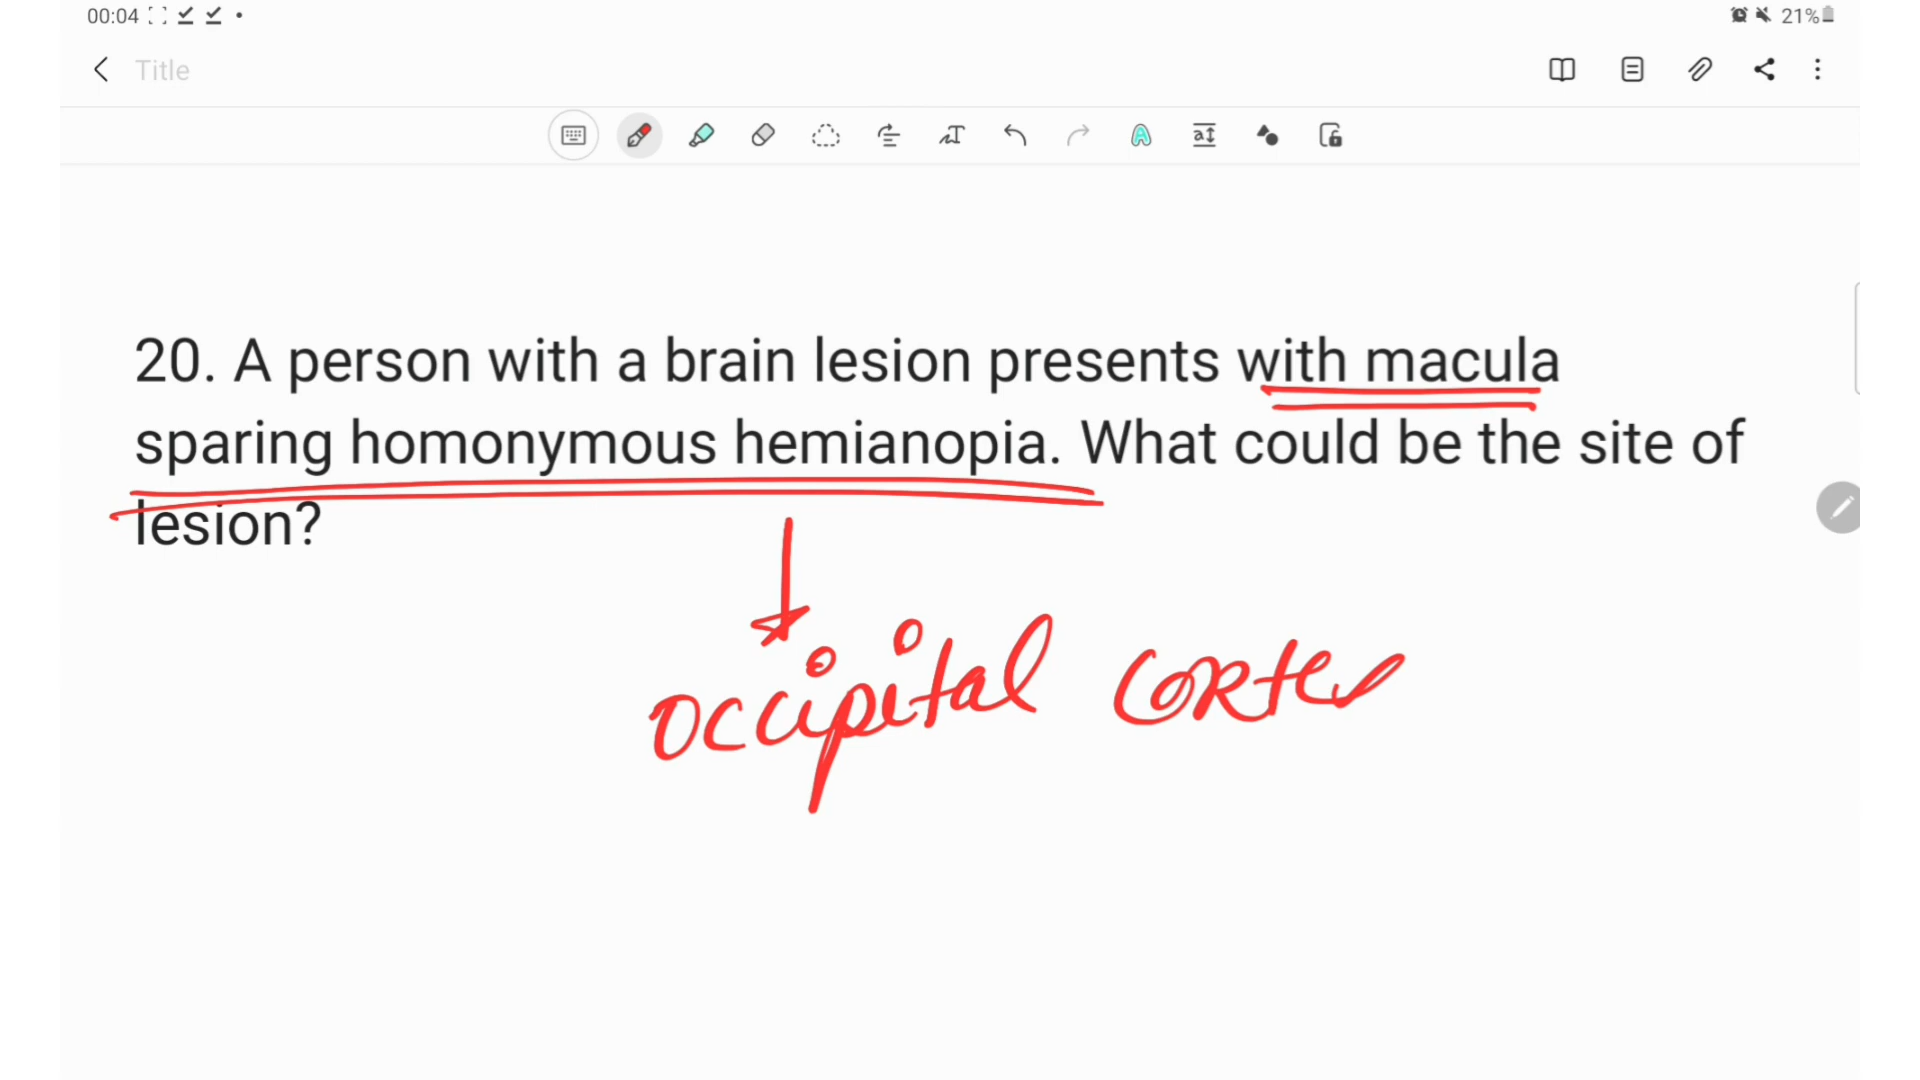 00:04
21%
Title
20. A person with a brain lesion presents with macula
sparing homonymous hemianopia. What could be the site of
lesion?
occipital cortex